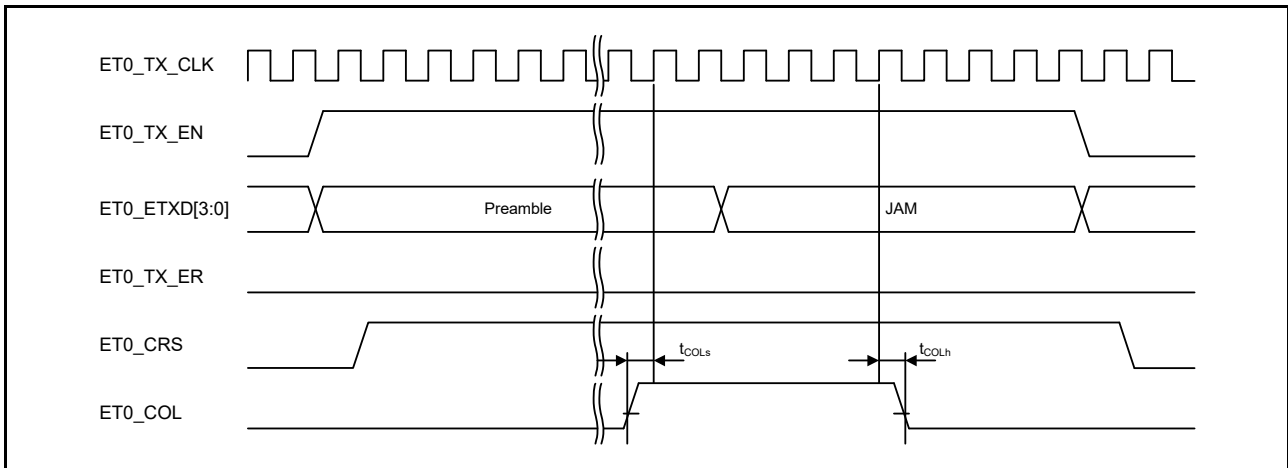 ET0_TX_CLK
ET0_TX_EN
ET0_ETXD[3:0] Preamble JAM
ET0_TX_ER
ET0_CRS
tCOLs tCOLh
ET0_COL